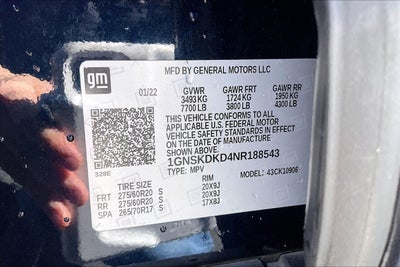 MFD BY GENERAL MOTORS LLC
gm
01/22
GVWR GAWR FRT GAWR RR
3493 KG 1724 KG 1950 KG
7700 LB 3800 LB 4300 LB
THIS VEHICLE CONFORMS TO ALL
APPLICABLE U.S. FEDERAL MOTOR
VEHICLE SAFETY STANDARDS IN EFFECT
ON THE DATE OF MANUFACTURE
SHOWN ABOVE.
1GNSKDKD4NR188543
328E
TYPE: MPV MODEL: 43CK10906
TIRE SIZE RIM
FRT 275/60R20 S 20X9J
RR 275/60R20 S 20X9J
SPA 265/70R17 S 17X8J